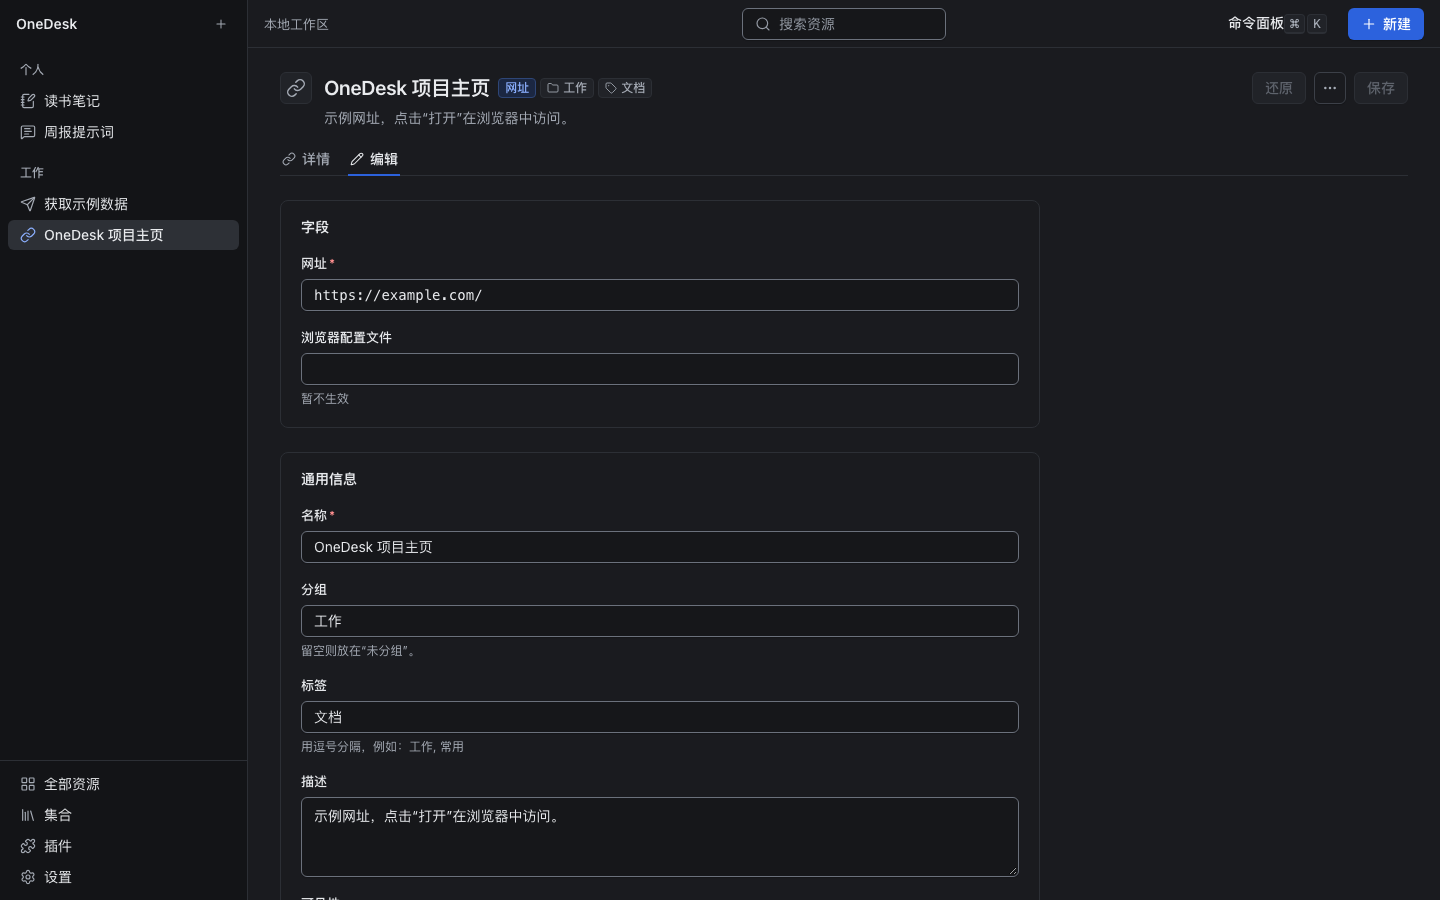 OneDesk
个人
读书笔记
周报提示词
工作
获取示例数据
OneDesk 项目主页
全部资源
集合
插件
设置
本地工作区
搜索资源
命令面板 ⌘ K
新建
OneDesk 项目主页 网址 工作 文档
示例网址，点击“打开”在浏览器中访问。
还原
保存
详情 编辑
字段
网址*
https://example.com/
浏览器配置文件
暂不生效
通用信息
名称*
OneDesk 项目主页
分组
工作
留空则放在“未分组”。
标签
文档
用逗号分隔，例如：工作, 常用
描述
示例网址，点击“打开”在浏览器中访问。